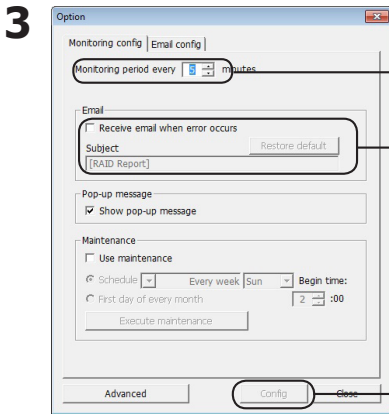 3
Option
Monitoring config Email config
Monitoring period every 5 minutes
Email
Receive email when error occurs
Subject Restore default
[RAID Report]
Pop-up message
Show pop-up message
Maintenance
Use maintenance
Schedule Every week Sun Begin time:
First day of every month 2 :00
Execute maintenance
Advanced Config Close